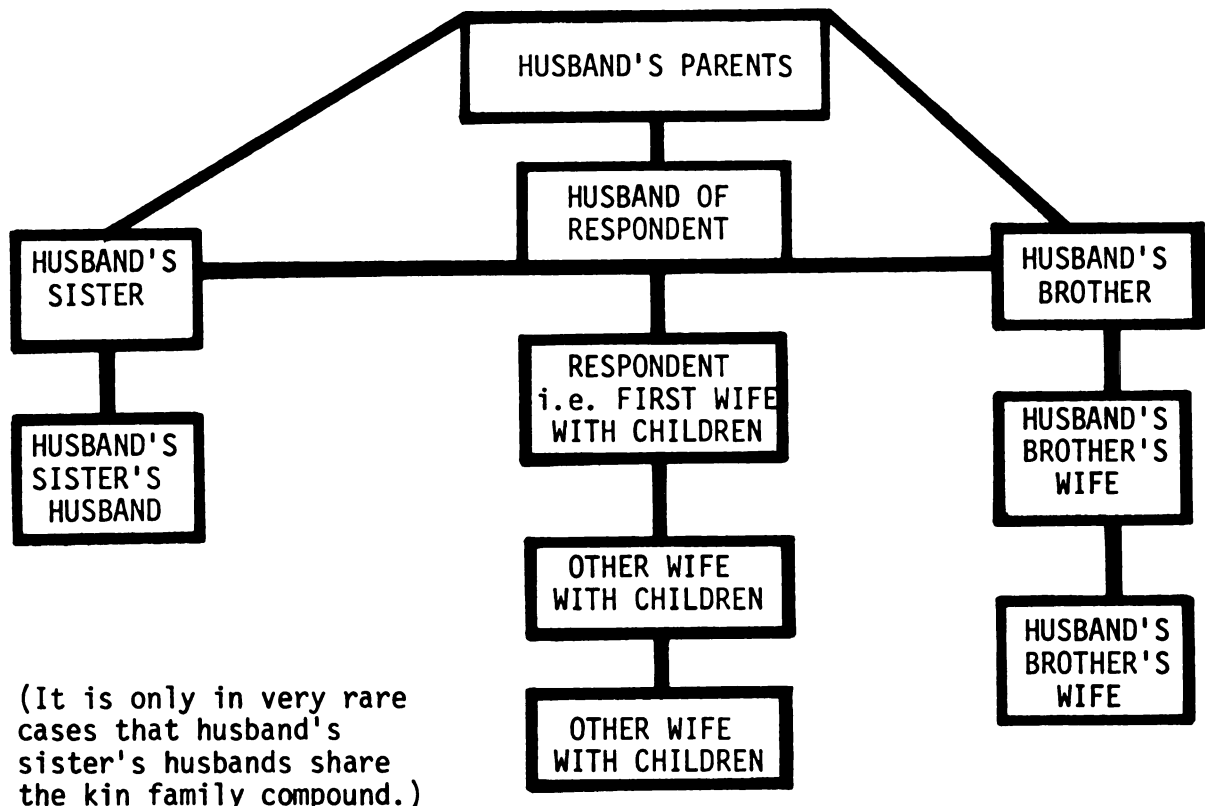 HUSBAND'S PARENTS
HUSBAND OF
RESPONDENT
HUSBAND'S
SISTER
HUSBAND'S
BROTHER
RESPONDENT
i.e. FIRST WIFE
WITH CHILDREN
HUSBAND'S
SISTER'S
HUSBAND
HUSBAND'S
BROTHER'S
WIFE
OTHER WIFE
WITH CHILDREN
HUSBAND'S
BROTHER'S
WIFE
OTHER WIFE
WITH CHILDREN
(It is only in very rare
cases that husband's
sister's husbands share
the kin family compound.)